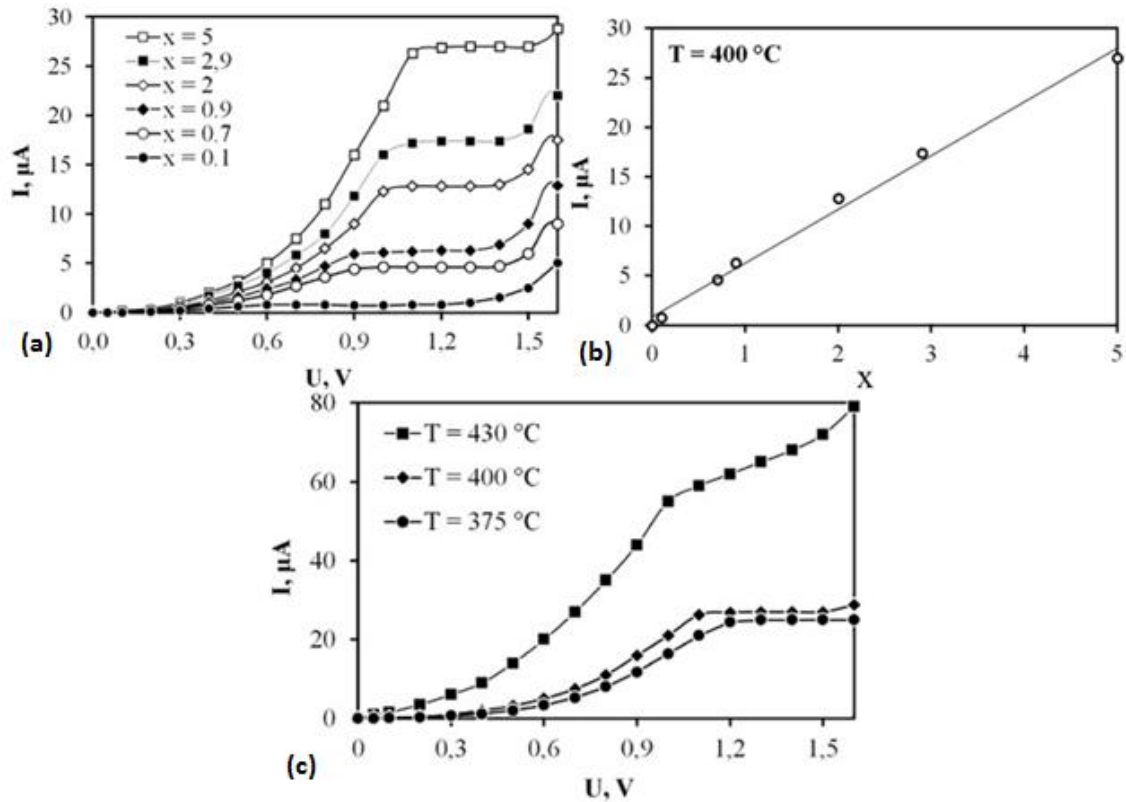 30
25
20
15
10
5
0
I, µA
x = 5
x = 2,9
x = 2
x = 0.9
x = 0.7
x = 0.1
0,0 0,3 0,6 0,9 1,2 1,5
U, V
(a)
30
25
20
15
10
5
0
I, µA
T = 400 °C
0 1 2 3 4 5
X
(b)
80
60
40
20
0
I, µA
T = 430 °C
T = 400 °C
T = 375 °C
0 0,3 0,6 0,9 1,2 1,5
U, V
(c)